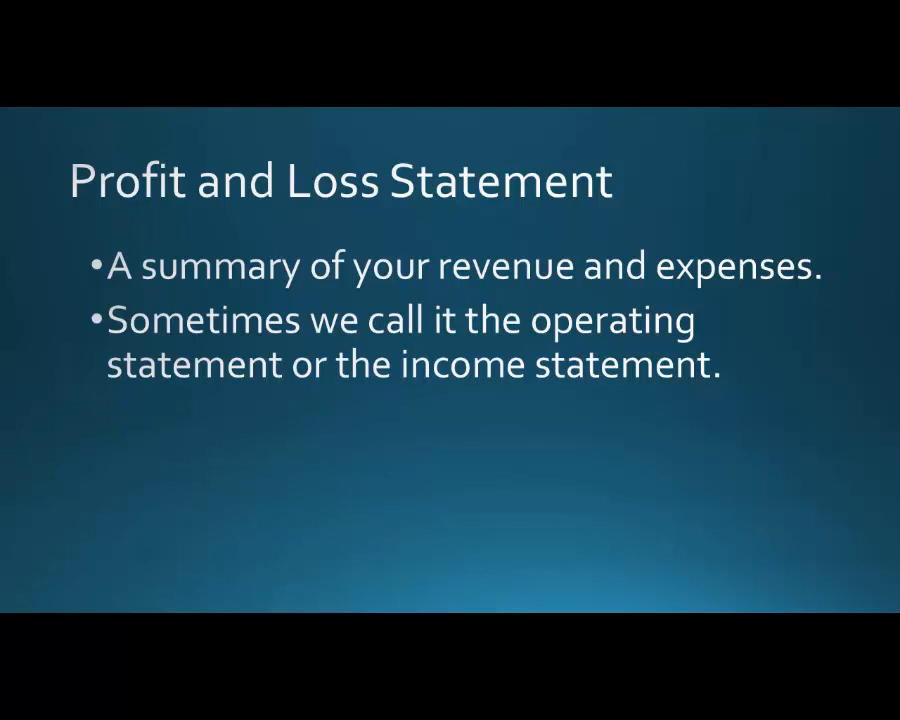 Profit and Loss Statement
•A summary of your revenue and expenses.
•Sometimes we call it the operating
statement or the income statement.